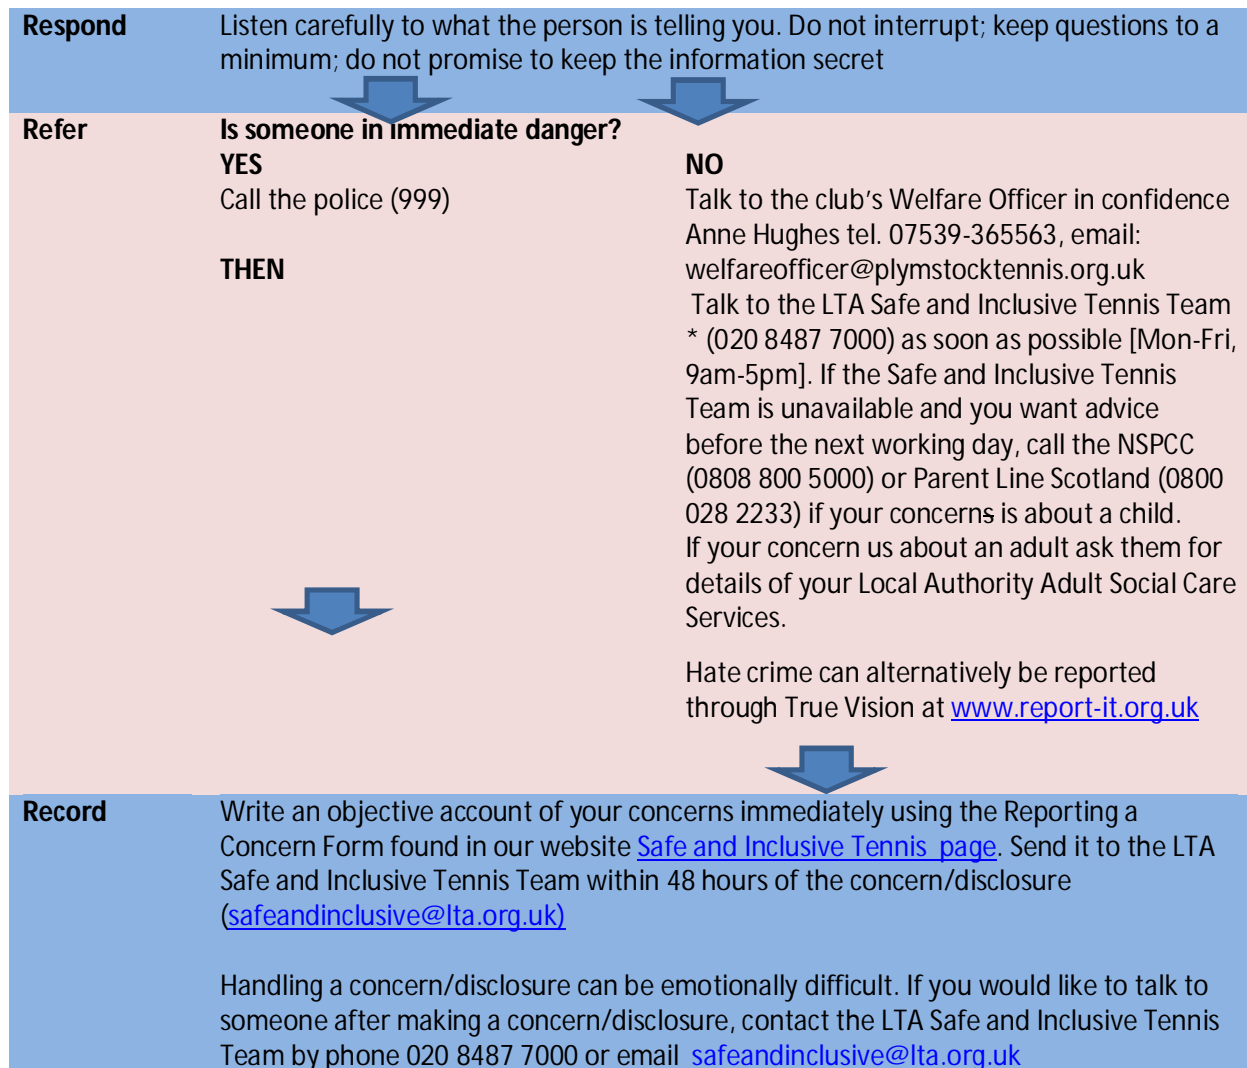 Respond
Listen carefully to what the person is telling you. Do not interrupt; keep questions to a
minimum; do not promise to keep the information secret
Refer
Is someone in immediate danger?
YES
Call the police (999)
THEN
NO
Talk to the club's Welfare Officer in confidence
Anne Hughes tel. 07539-365563, email:
welfareofficer@plymstocktennis.org.uk
Talk to the LTA Safe and Inclusive Tennis Team
* (020 8487 7000) as soon as possible [Mon-Fri,
9am-5pm]. If the Safe and Inclusive Tennis
Team is unavailable and you want advice
before the next working day, call the NSPCC
(0808 800 5000) or Parent Line Scotland (0800
028 2233) if your concerns is about a child.
If your concern us about an adult ask them for
details of your Local Authority Adult Social Care
Services.
Hate crime can alternatively be reported
through True Vision at www.report-it.org.uk
Record
Write an objective account of your concerns immediately using the Reporting a
Concern Form found in our website Safe and Inclusive Tennis page. Send it to the LTA
Safe and Inclusive Tennis Team within 48 hours of the concern/disclosure
(safeandinclusive@lta.org.uk)
Handling a concern/disclosure can be emotionally difficult. If you would like to talk to
someone after making a concern/disclosure, contact the LTA Safe and Inclusive Tennis
Team by phone 020 8487 7000 or email safeandinclusive@lta.org.uk